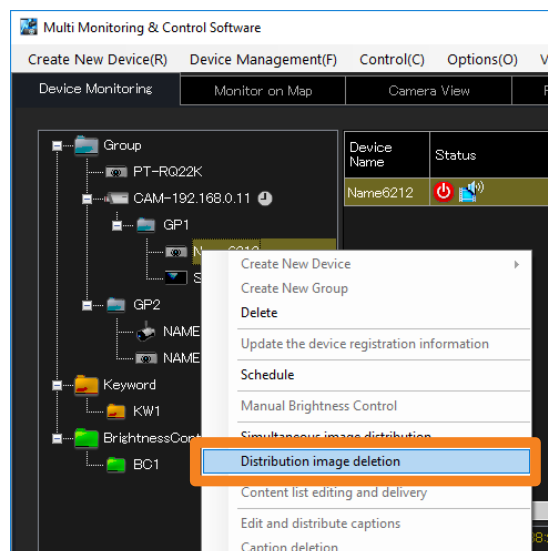 Multi Monitoring & Control Software
Create New Device(R) Device Management(F) Control(C) Options(O) V
Device Monitoring Monitor on Map Camera View
Group
PT-RQ22K
CAM-192.168.0.11
GP1
GP2
NAME
NAME
Keyword
KW1
BrightnessCont
BC1
Device Name Status
Name6212
Create New Device
Create New Group
Delete
Update the device registration information
Schedule
Manual Brightness Control
Simultaneous image distribution
Distribution image deletion
Content list editing and delivery
Edit and distribute captions
Caption deletion